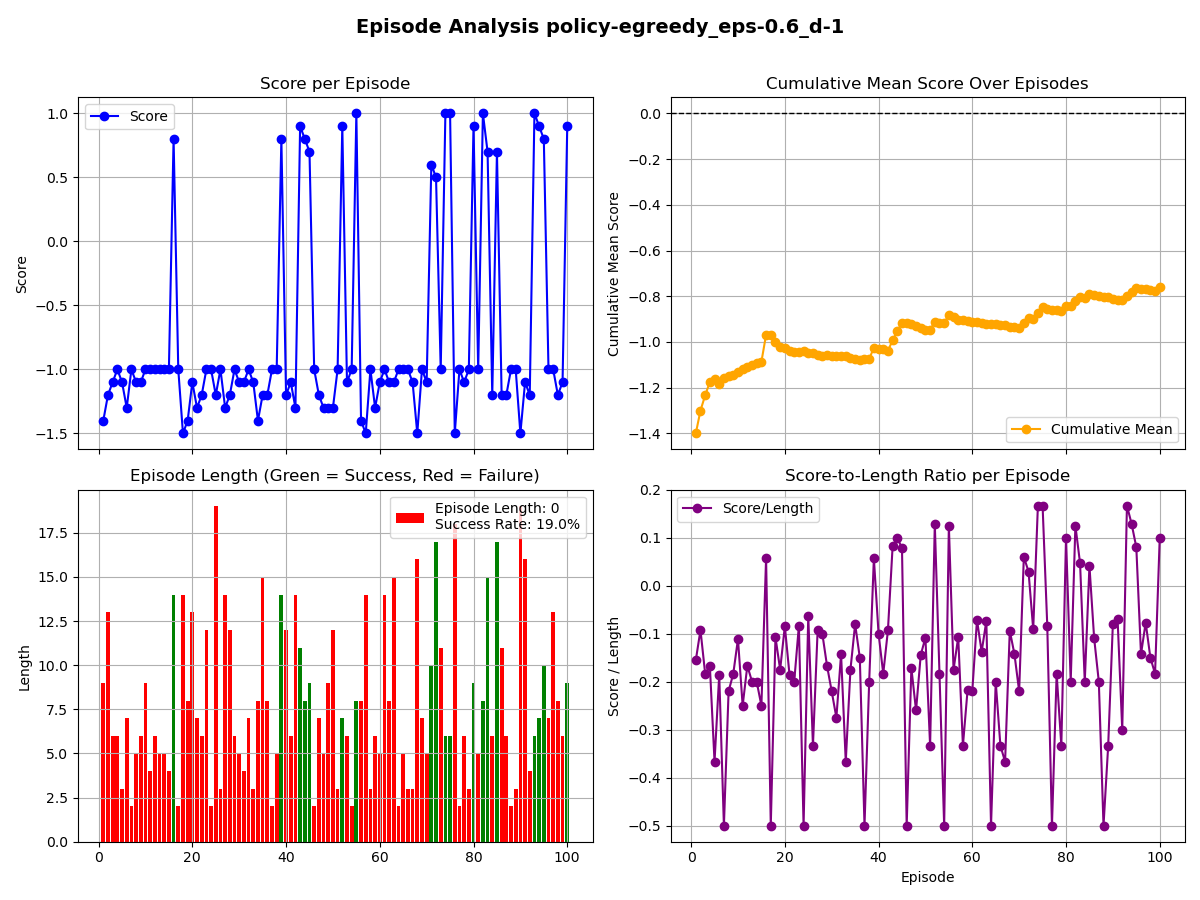 Episode Analysis policy-egreedy_eps-0.6_d-1
Score per Episode
Score
1.0
0.5
0.0
−0.5
−1.0
−1.5
Score
Cumulative Mean Score Over Episodes
0.0
−0.2
−0.4
−0.6
−0.8
−1.0
−1.2
−1.4
Cumulative Mean Score
Cumulative Mean
Episode Length (Green = Success, Red = Failure)
Episode Length: 0
Success Rate: 19.0%
17.5
15.0
12.5
10.0
7.5
5.0
2.5
0.0
Length
0 20 40 60 80 100
Score-to-Length Ratio per Episode
Score/Length
0.2
0.1
0.0
−0.1
−0.2
−0.3
−0.4
−0.5
Score / Length
0 20 40 60 80 100
Episode